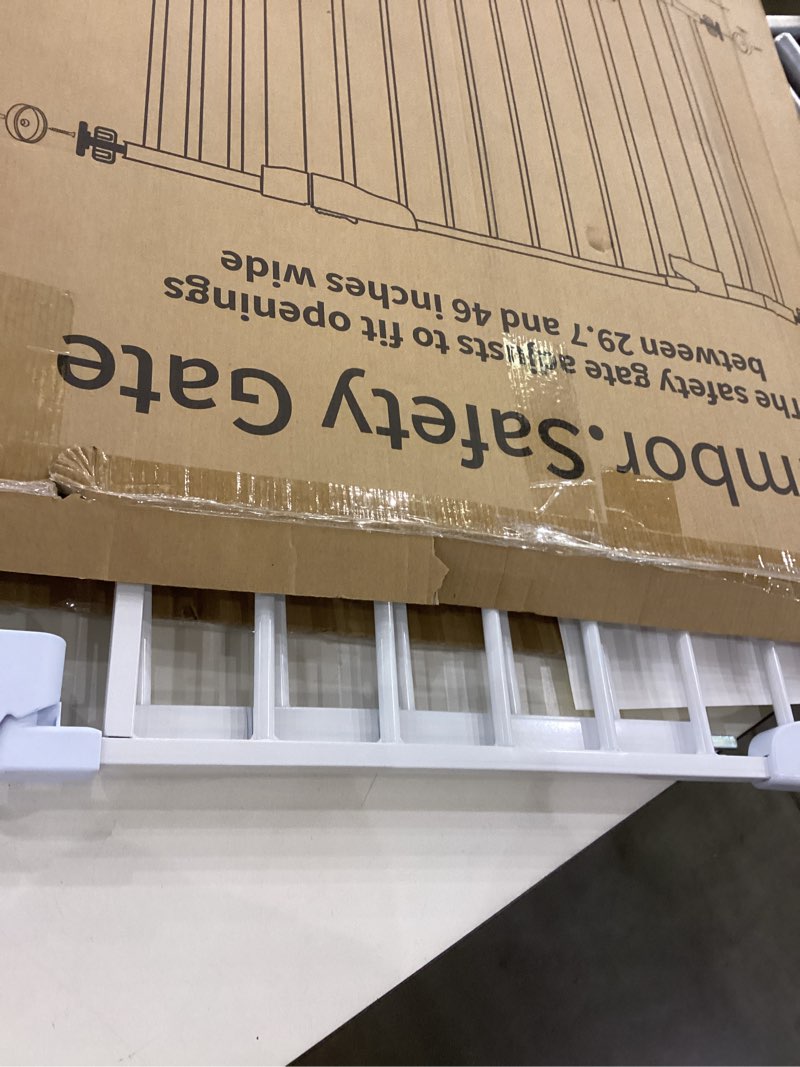 mbor.Safety Gate
The safety gate adjusts to fit openings
between 29.7 and 46 inches wide